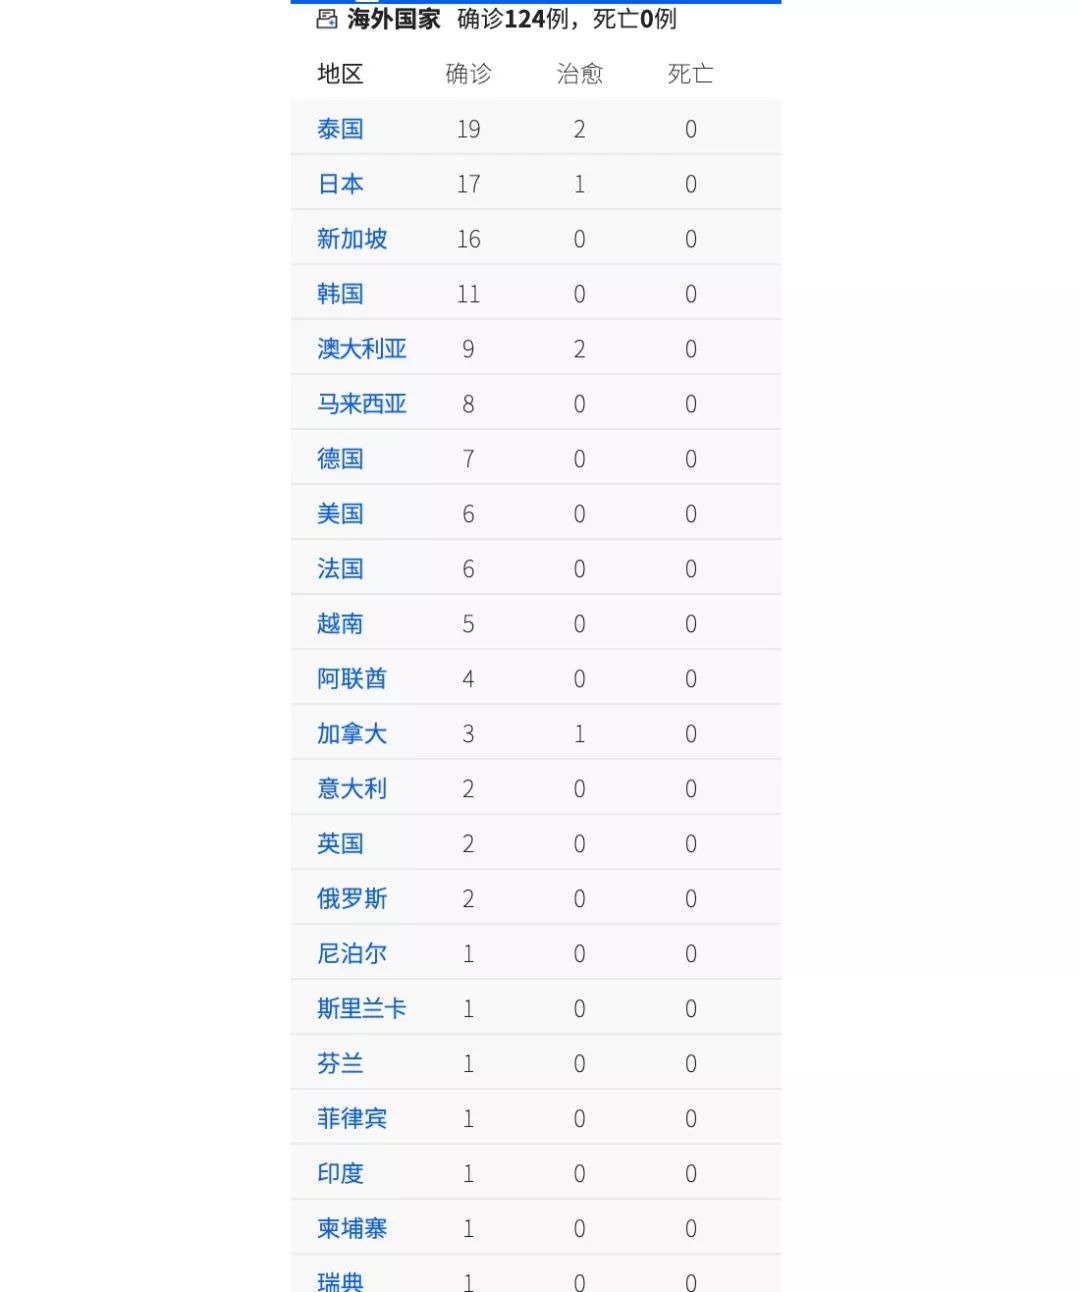 海外国家 确诊124例，死亡0例
地区 确诊 治愈 死亡
泰国 19 2 0
日本 17 1 0
新加坡 16 0 0
韩国 11 0 0
澳大利亚 9 2 0
马来西亚 8 0 0
德国 7 0 0
美国 6 0 0
法国 6 0 0
越南 5 0 0
阿联酋 4 0 0
加拿大 3 1 0
意大利 2 0 0
英国 2 0 0
俄罗斯 2 0 0
尼泊尔 1 0 0
斯里兰卡 1 0 0
芬兰 1 0 0
菲律宾 1 0 0
印度 1 0 0
柬埔寨 1 0 0
瑞典 1 0 0